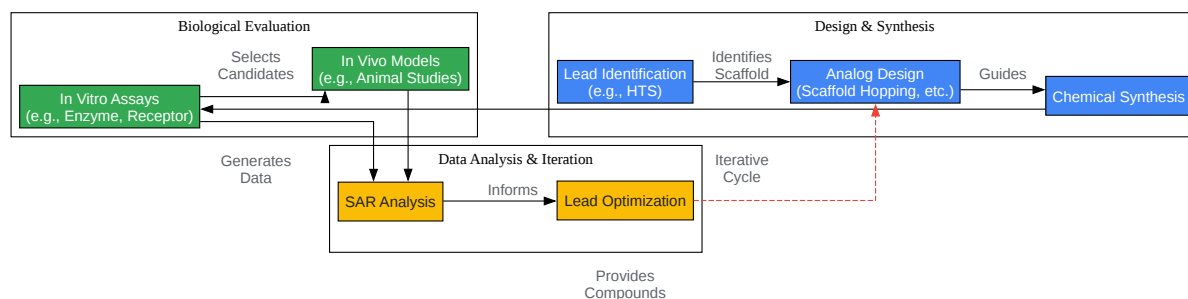 Biological Evaluation
Selects
Candidates
In Vivo Models
(e.g., Animal Studies)
In Vitro Assays
(e.g., Enzyme, Receptor)
Design & Synthesis
Lead Identification
(e.g., HTS)
Identifies
Scaffold
Analog Design
(Scaffold Hopping, etc.)
Guides
Chemical Synthesis
Generates
Data
Data Analysis & Iteration
SAR Analysis
Informs
Lead Optimization
Iterative
Cycle
Provides
Compounds